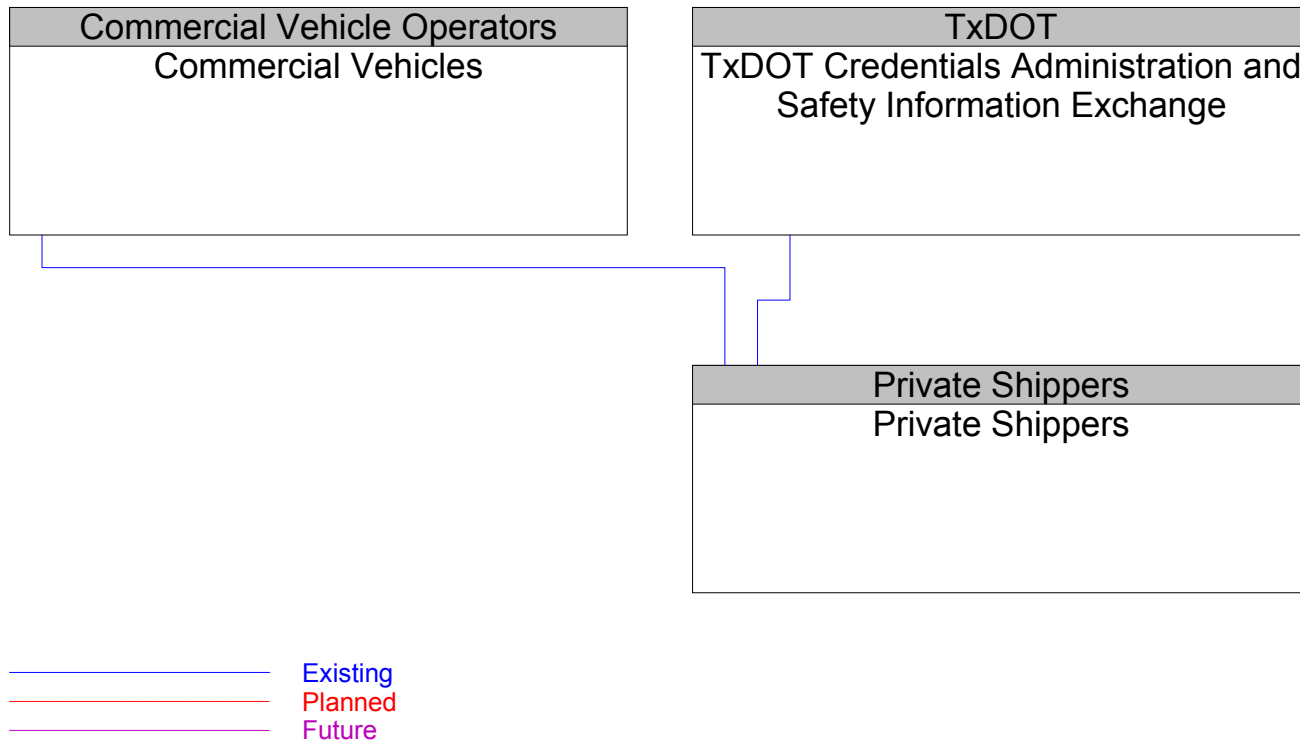 Commercial Vehicle Operators
Commercial Vehicles
TxDOT
TxDOT Credentials Administration and
Safety Information Exchange
Private Shippers
Private Shippers
Existing
Planned
Future